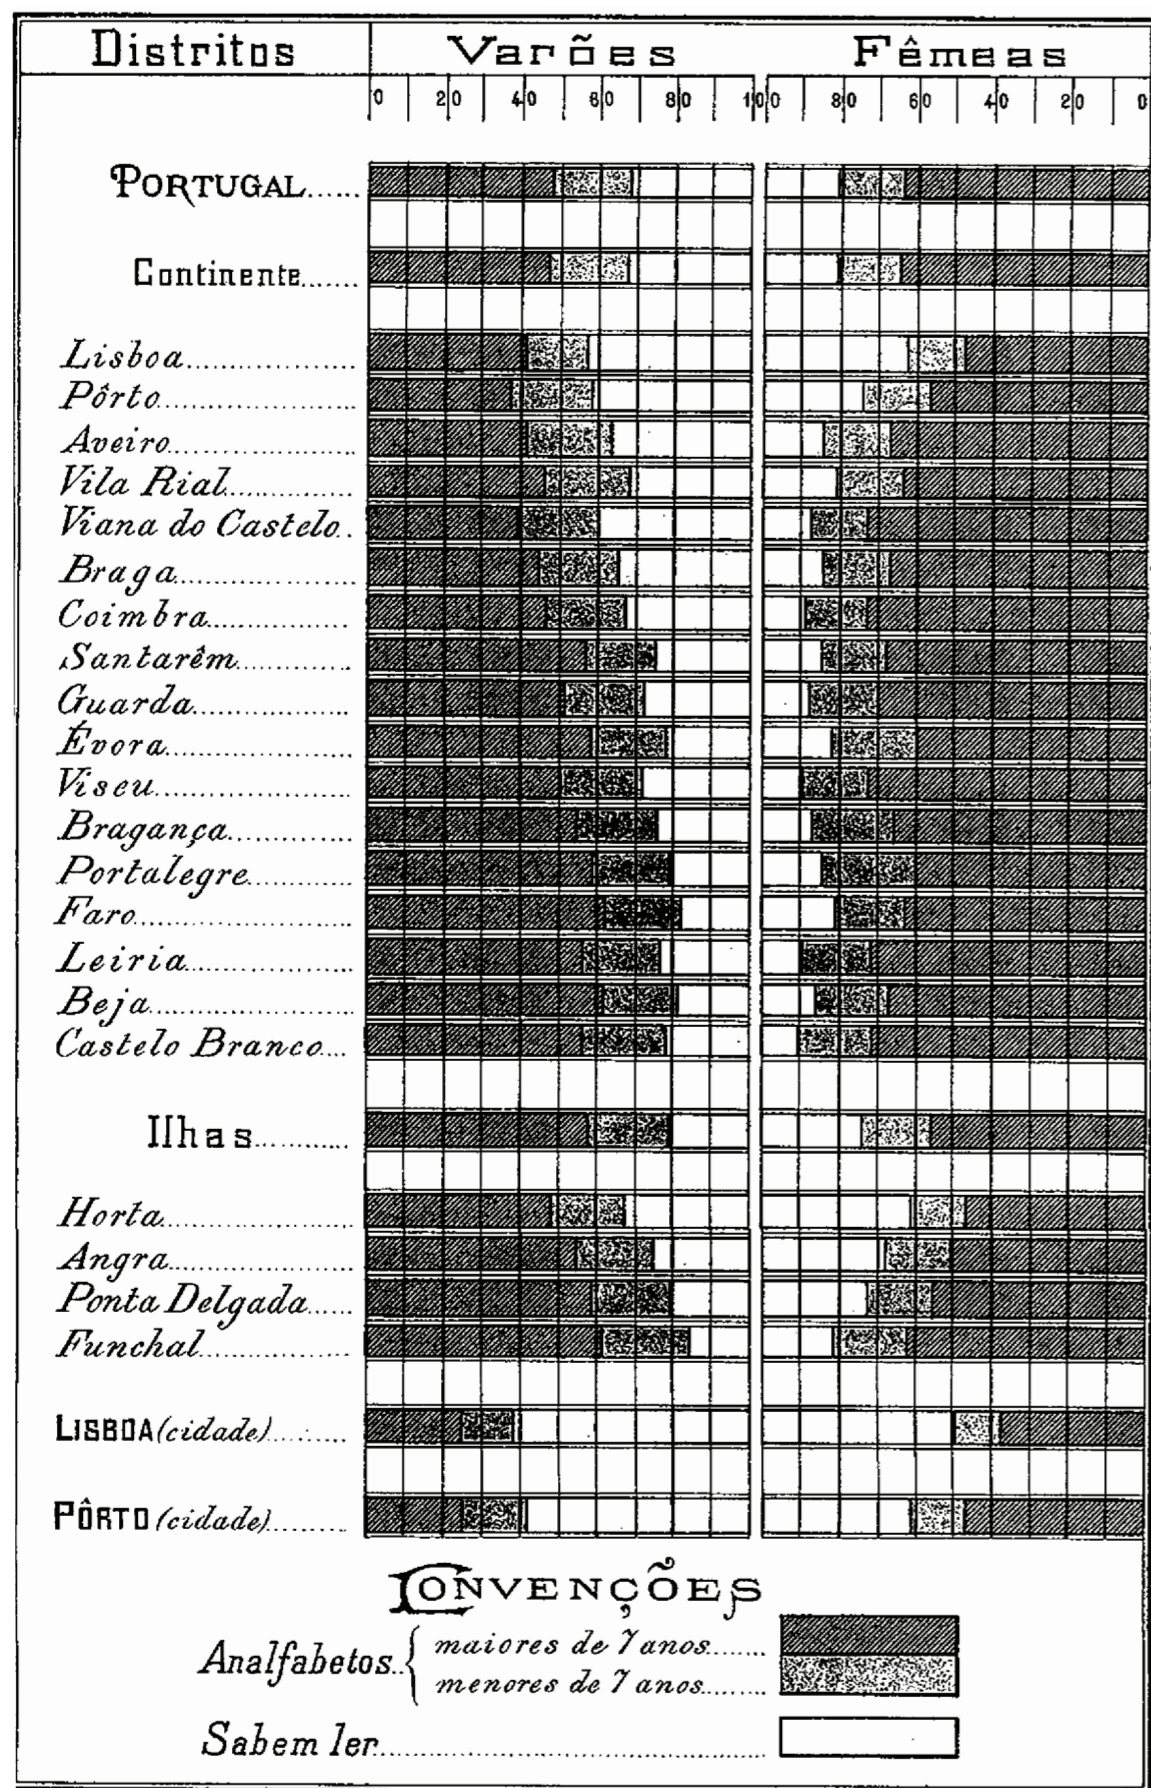 Distritos Varões Fêmeas
0 20 40 60 80 100 80 60 40 20 0
PORTUGAL......
Continente.......
Lisboa...................
Pôrto......................
Aveiro.....................
Vila Rial..............
Viana do Castelo..
Braga....................
Coimbra................
Santarêm.............
Guarda..................
Évora.....................
Viseu......................
Bragança.............
Portalegre............
Faro.........................
Leiria....................
Beja.........................
Castelo Branco....
Ilhas...........
Horta......................
Angra.....................
Ponta Delgada......
Funchal.................
LISBOA (cidade)..........
PÔRTO (cidade).........
CONVENÇÕES
Analfabetos.. { maiores de 7 anos.......
menores de 7 anos........
Sabem ler...........................................